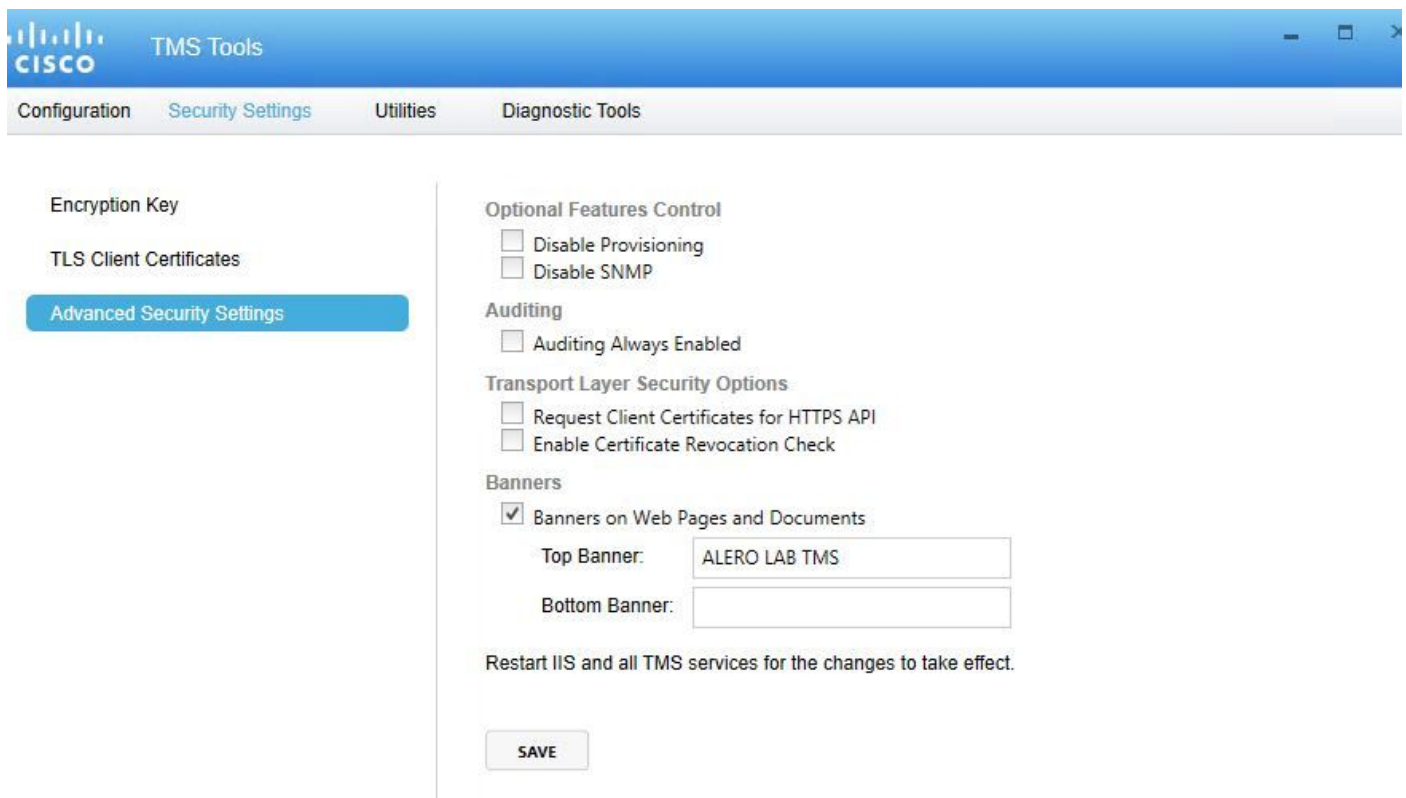 CISCO
TMS Tools
Configuration Security Settings Utilities Diagnostic Tools
Encryption Key
TLS Client Certificates
Advanced Security Settings
Optional Features Control
Disable Provisioning
Disable SNMP
Auditing
Auditing Always Enabled
Transport Layer Security Options
Request Client Certificates for HTTPS API
Enable Certificate Revocation Check
Banners
Banners on Web Pages and Documents
Top Banner: ALERO LAB TMS
Bottom Banner:
Restart IIS and all TMS services for the changes to take effect.
SAVE